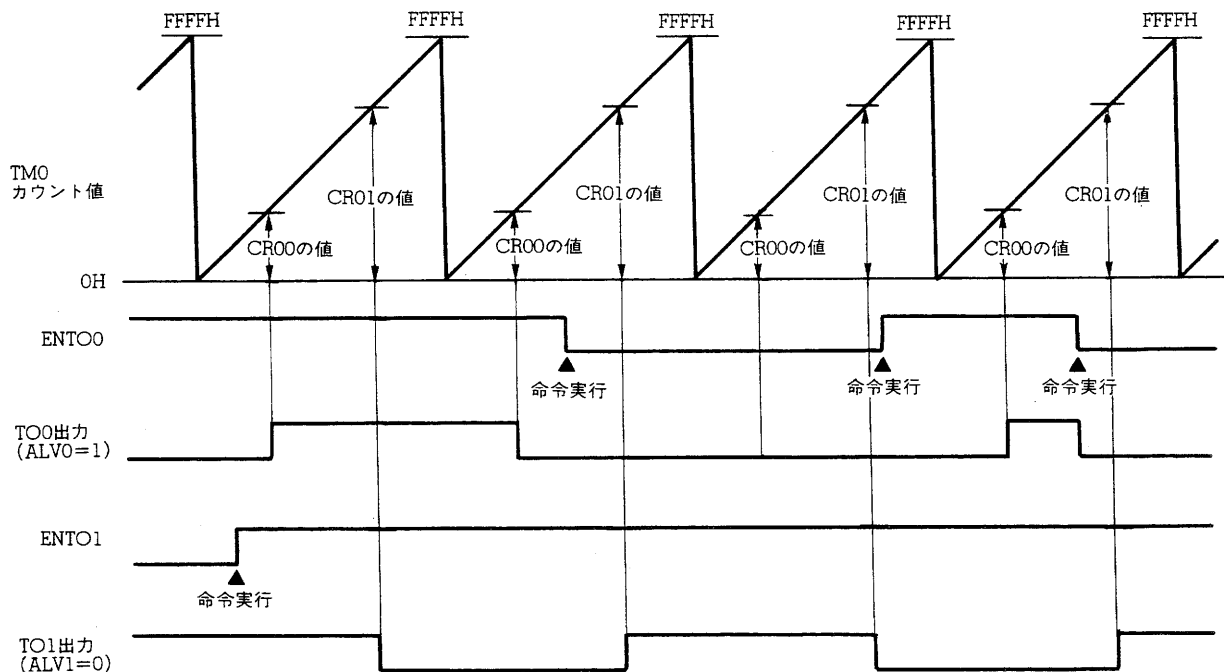 FFFFH
FFFFH
FFFFH
FFFFH
FFFFH
TM0
カウント値
CR01の値
CR01の値
CR01の値
CR01の値
CR00の値
CR00の値
CR00の値
CR00の値
0H
ENTO0
命令実行
命令実行
命令実行
TO0出力
(ALV0=1)
ENTO1
命令実行
TO1出力
(ALV1=0)